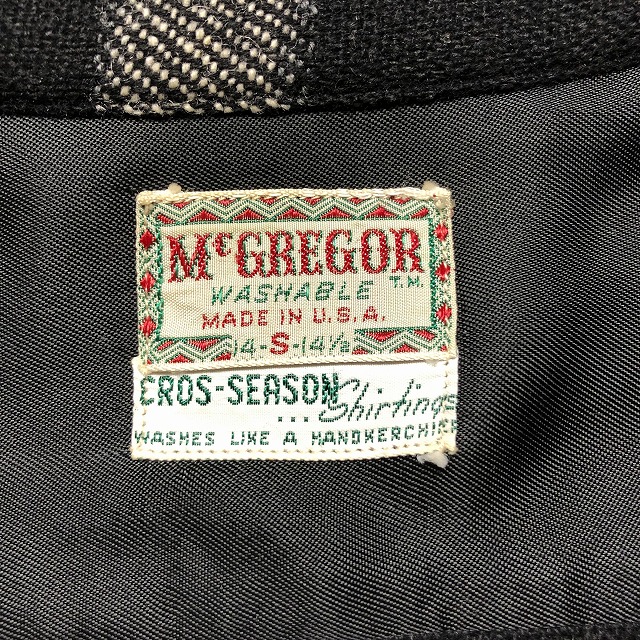 McGREGOR
WASHABLE T.M.
MADE IN U.S.A.
14-S-14½
CROS-SEASON
... Shirtings
WASHES LIKE A HANDKERCHIEF